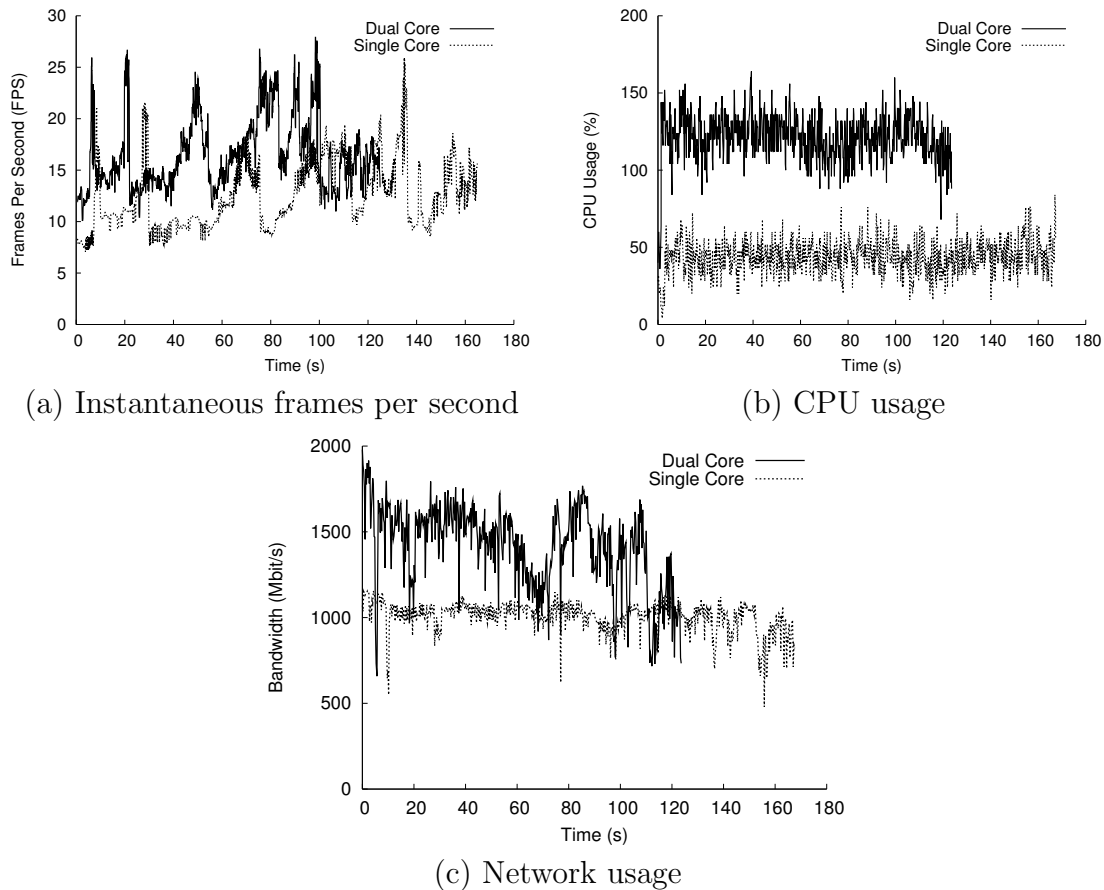 30
25
20
15
10
5
0
Frames Per Second (FPS)
Dual Core
Single Core
0 20 40 60 80 100 120 140 160 180
Time (s)
(a) Instantaneous frames per second
200
150
100
50
0
CPU Usage (%)
Dual Core
Single Core
0 20 40 60 80 100 120 140 160 180
Time (s)
(b) CPU usage
2000
1500
1000
500
0
Bandwidth (Mbit/s)
Dual Core
Single Core
0 20 40 60 80 100 120 140 160 180
Time (s)
(c) Network usage